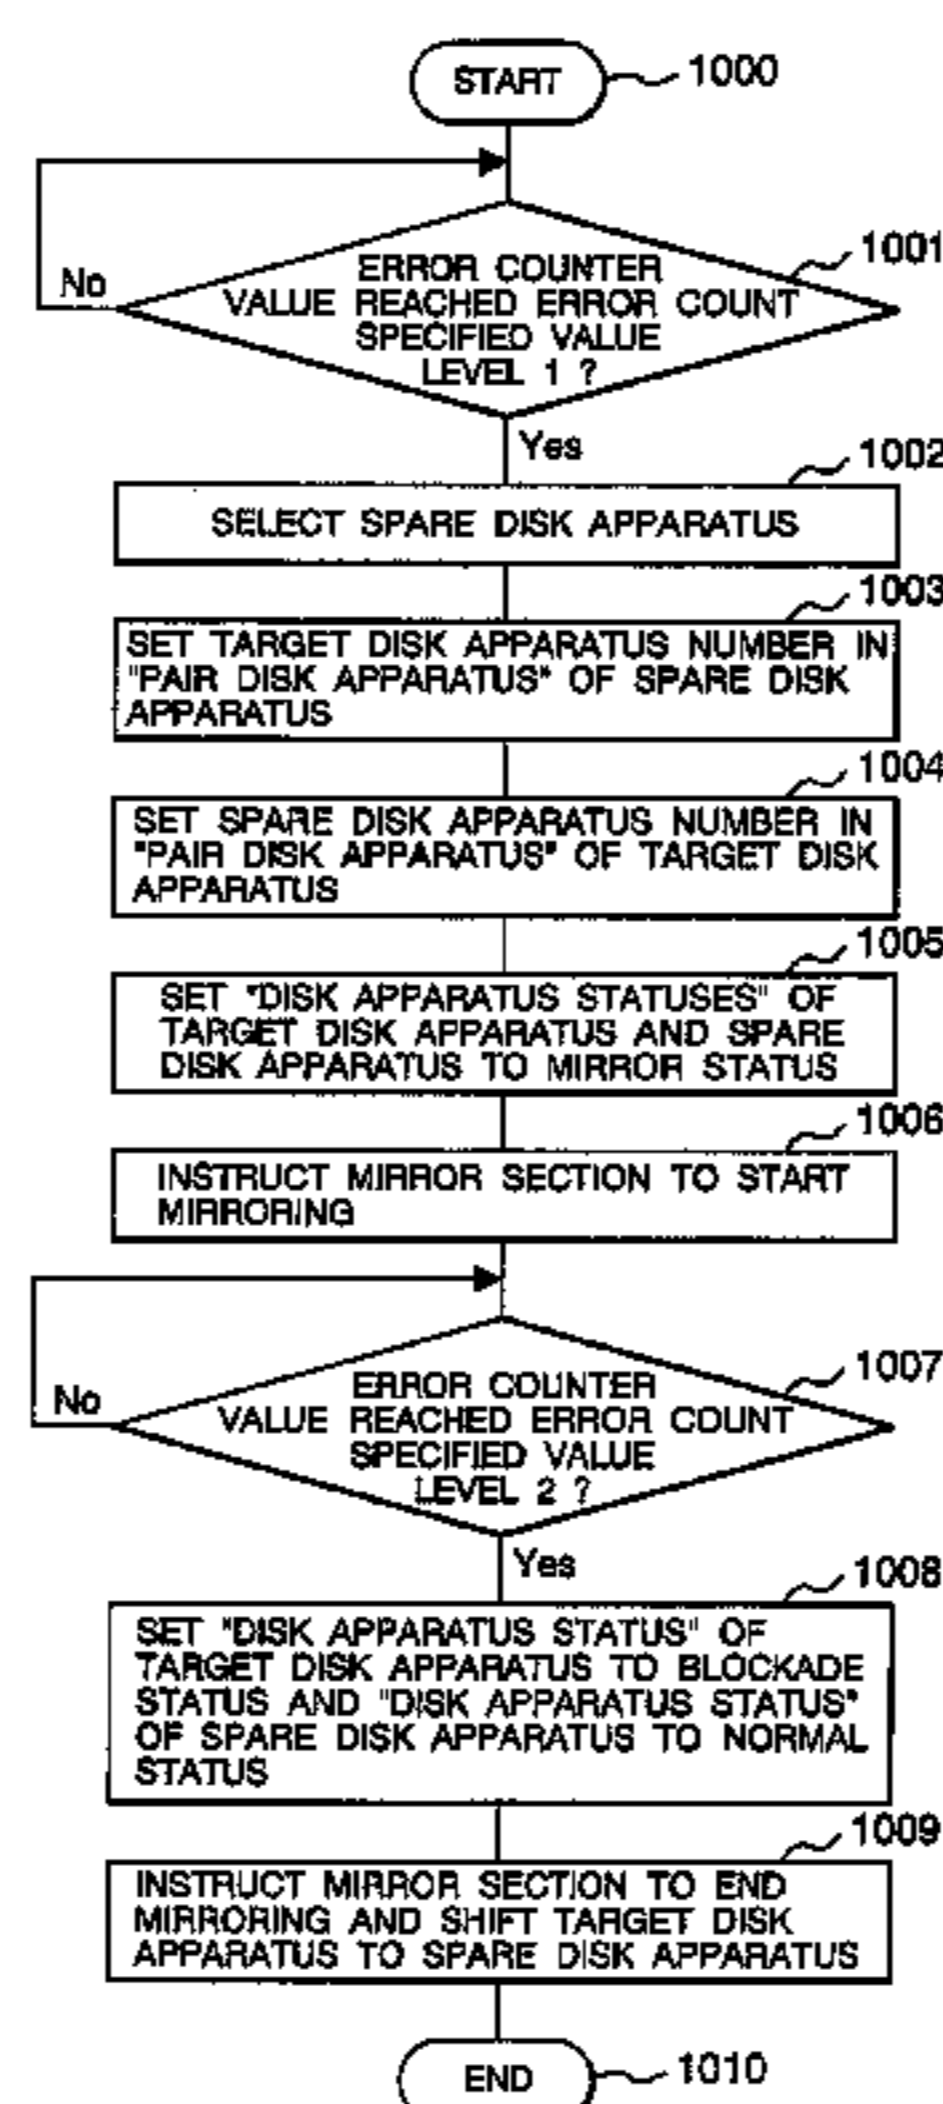 START
1000
1001
ERROR COUNTER
VALUE REACHED ERROR COUNT
SPECIFIED VALUE
LEVEL 1 ?
No
Yes
1002
SELECT SPARE DISK APPARATUS
1003
SET TARGET DISK APPARATUS NUMBER IN
"PAIR DISK APPARATUS" OF SPARE DISK
APPARATUS
1004
SET SPARE DISK APPARATUS NUMBER IN
"PAIR DISK APPARATUS" OF TARGET DISK
APPARATUS
1005
SET "DISK APPARATUS STATUSES" OF
TARGET DISK APPARATUS AND SPARE
DISK APPARATUS TO MIRROR STATUS
1006
INSTRUCT MIRROR SECTION TO START
MIRRORING
1007
ERROR COUNTER
VALUE REACHED ERROR COUNT
SPECIFIED VALUE
LEVEL 2 ?
No
Yes
1008
SET "DISK APPARATUS STATUS" OF
TARGET DISK APPARATUS TO BLOCKADE
STATUS AND "DISK APPARATUS STATUS"
OF SPARE DISK APPARATUS TO NORMAL
STATUS
1009
INSTRUCT MIRROR SECTION TO END
MIRRORING AND SHIFT TARGET DISK
APPARATUS TO SPARE DISK APPARATUS
END
1010